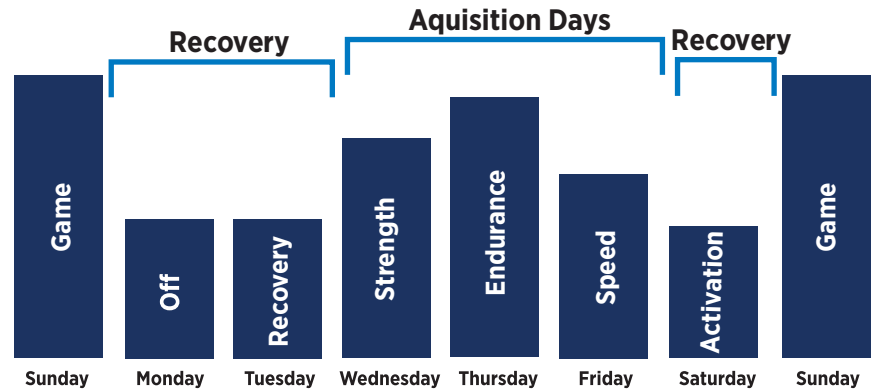 Aquisition Days
Recovery
Recovery
Game
Off
Recovery
Strength
Endurance
Speed
Activation
Game
Sunday
Monday
Tuesday
Wednesday
Thursday
Friday
Saturday
Sunday